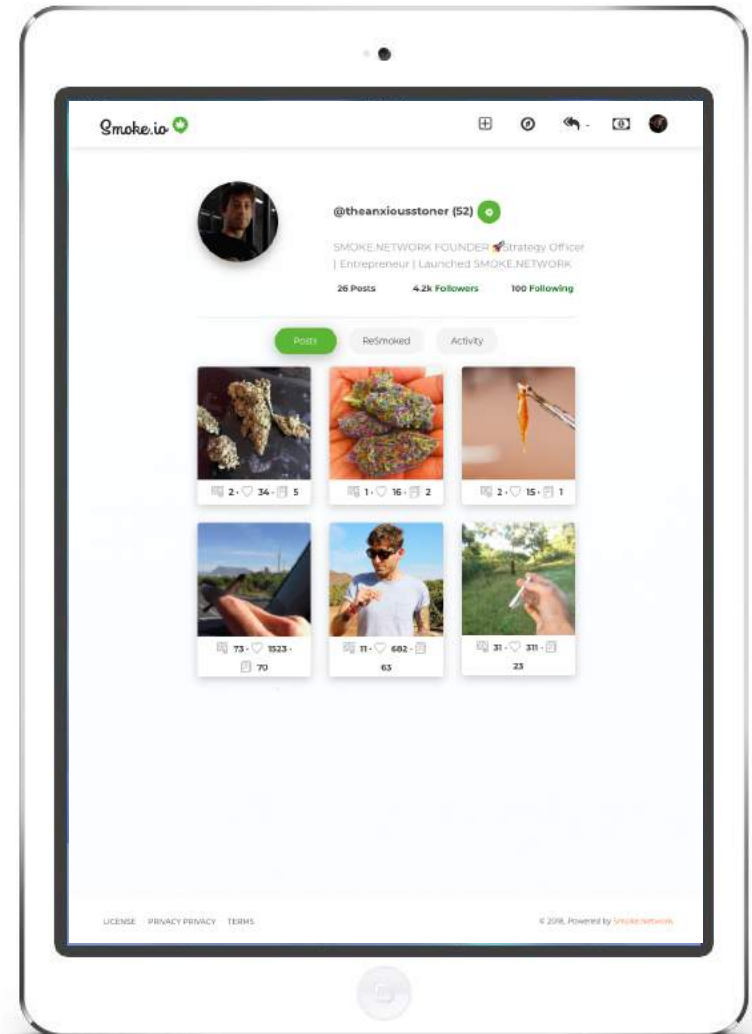 Smoke.io
@theanxiousstoner (52)
SMOKE.NETWORK FOUNDER 🚀Strategy Officer
| Entrepreneur | Launched SMOKE.NETWORK
26 Posts 4.2k Followers 100 Following
Posts ReSmoked Activity
2 · 34 · 5
1 · 16 · 2
2 · 15 · 1
73 · 1523 ·
70
11 · 682 ·
63
31 · 311 ·
23
LICENSE PRIVACY PRIVACY TERMS
© 2018, Powered by Smoke.Network